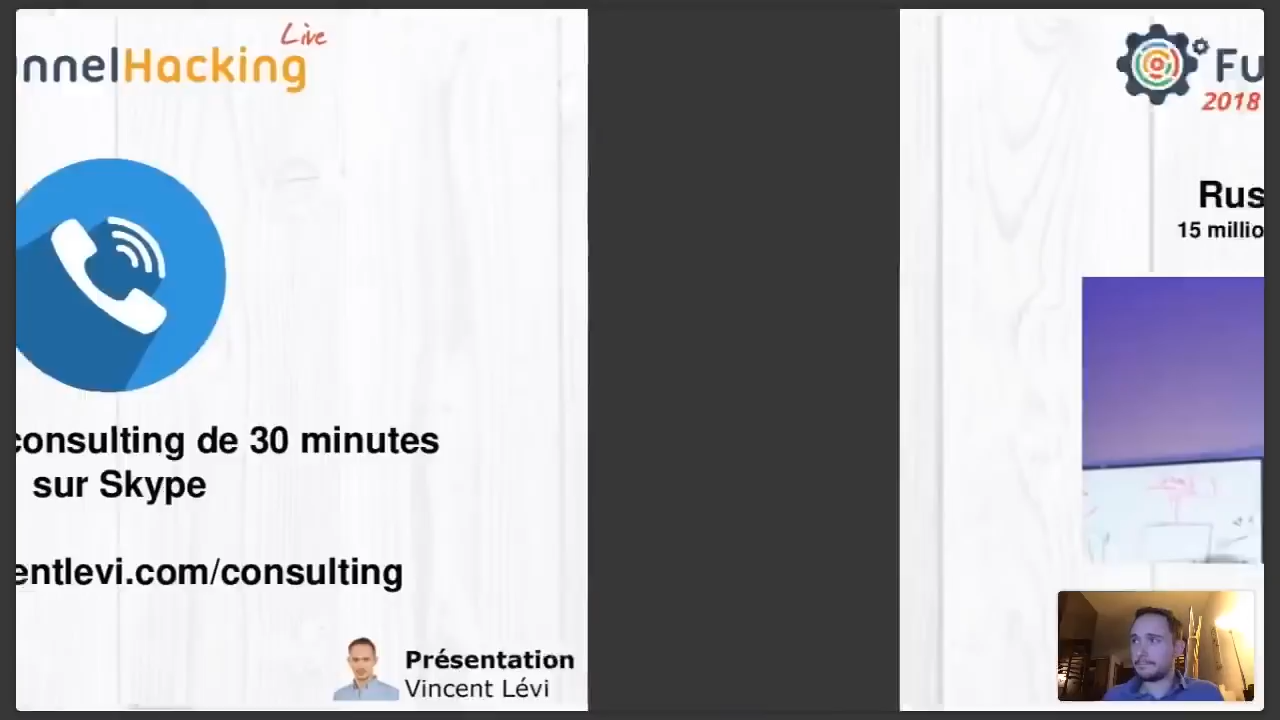 Live
nnelHacking
consulting de 30 minutes
sur Skype
entlevi.com/consulting
Présentation
Vincent Lévi
Fu
2018
Rus
15 millio